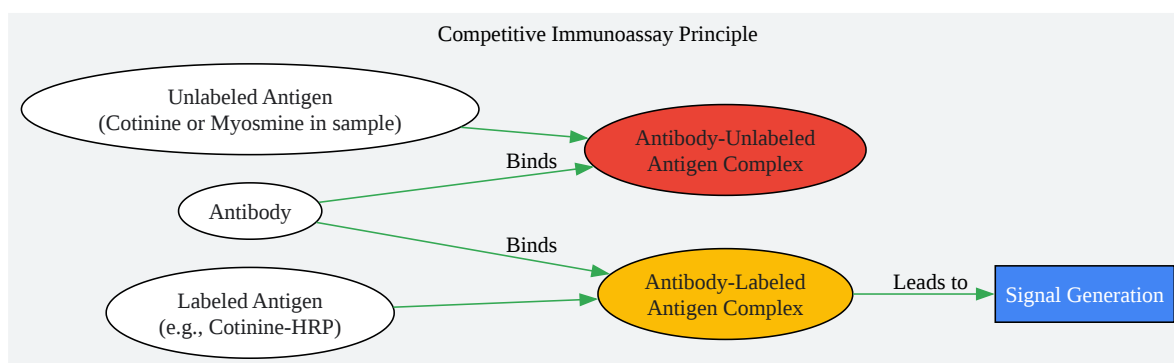 Competitive Immunoassay Principle
Unlabeled Antigen
(Cotinine or Myosmine in sample)
Antibody-Unlabeled
Antigen Complex
Binds
Antibody
Binds
Labeled Antigen
(e.g., Cotinine-HRP)
Antibody-Labeled
Antigen Complex
Leads to
Signal Generation